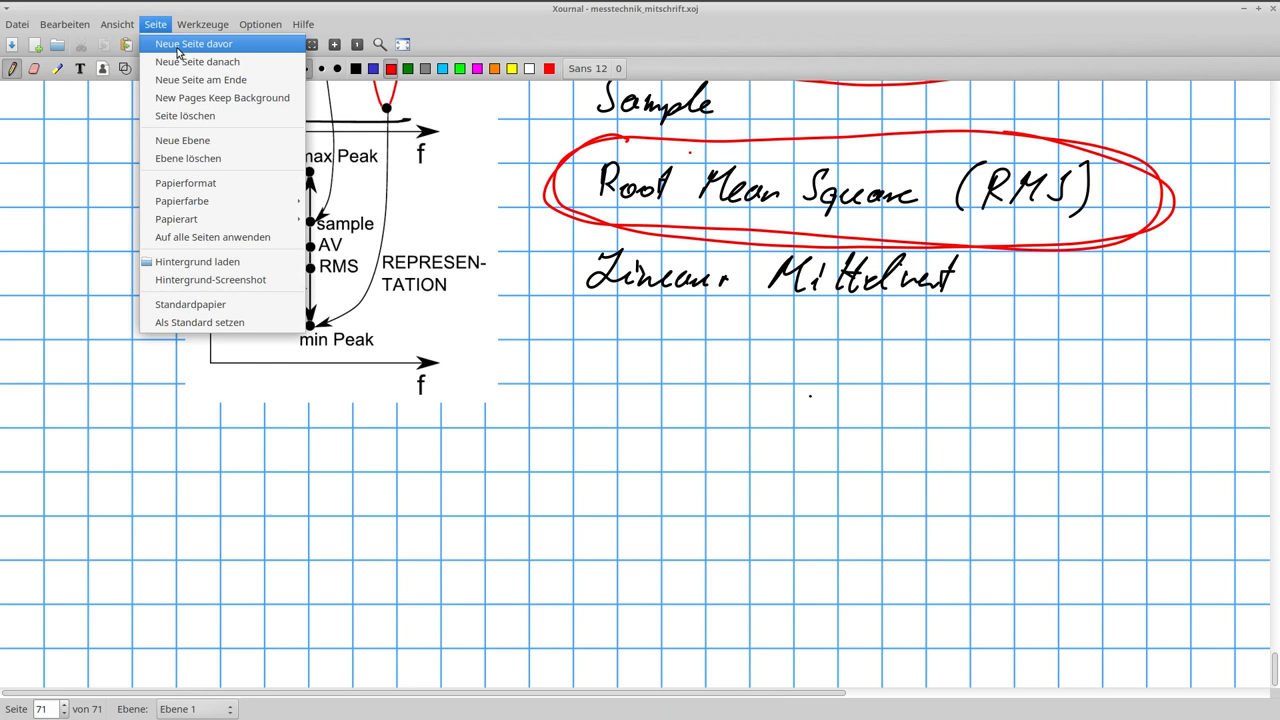 Xournal - messtechnik_mitschrift.xoj
Datei Bearbeiten Ansicht Seite Werkzeuge Optionen Hilfe
Sans 12 0
Neue Seite davor
Neue Seite danach
Neue Seite am Ende
New Pages Keep Background
Seite löschen
Neue Ebene
Ebene löschen
Papierformat
Papierfarbe
Papierart
Auf alle Seiten anwenden
Hintergrund laden
Hintergrund-Screenshot
Standardpapier
Als Standard setzen
f
max Peak
sample
AV
RMS
REPRESEN-
TATION
min Peak
f
Sample
Root Mean Square (RMS)
Linearer Mittelwert
Seite 71 von 71 Ebene: Ebene 1